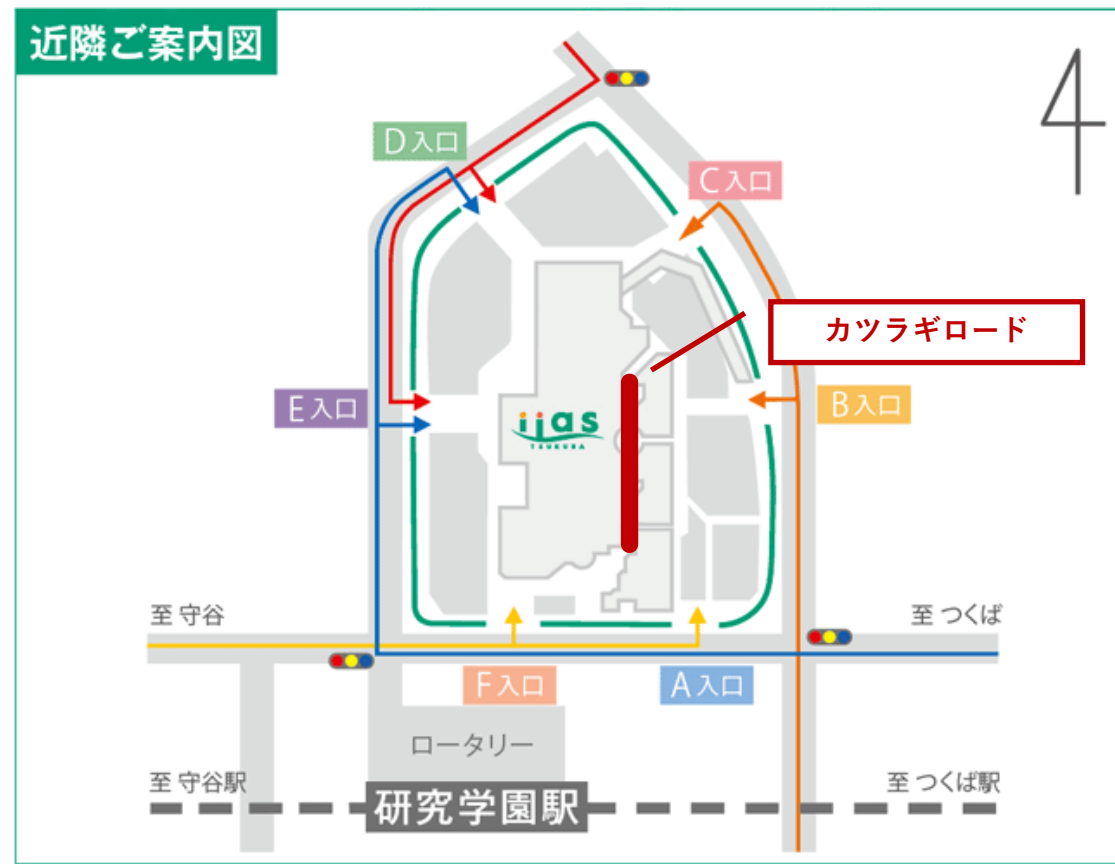 近隣ご案内図
4
D入口
C入口
カツラギロード
E入口
iias
TSUKUBA
B入口
至 守谷
至 つくば
F入口
A入口
ロータリー
至 守谷駅
至 つくば駅
研究学園駅